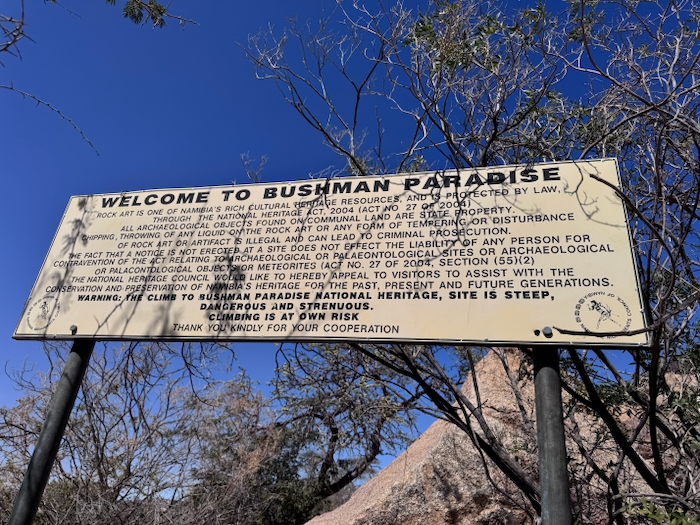 WELCOME TO BUSHMAN PARADISE
ROCK ART IS ONE OF NAMIBIA'S RICH CULTURAL HERITAGE RESOURCES, AND IS PROTECTED BY LAW,
THROUGH THE NATIONAL HERITAGE ACT, 2004 (ACT NO. 27 OF 2004)
ALL ARCHAEOLOGICAL OBJECTS FOUND ON COMMUNAL LAND ARE STATE PROPERTY.
CHIPPING, THROWING OF ANY LIQUID ON THE ROCK ART OR ANY FORM OF TEMPERING OR DISTURBANCE
OF ROCK ART OR ARTIFACT IS ILLEGAL AND CAN LEAD TO CRIMINAL PROSECUTION.
THE FACT THAT A NOTICE IS NOT ERECTED AT A SITE DOES NOT EFFECT THE LIABILITY OF ANY PERSON FOR
CONTRAVENTION OF THE ACT RELATING TO ARCHAEOLOGICAL OR PALAEONTOLOGICAL SITES OR ARCHAEOLOGICAL
OR PALACONTOLOGICAL OBJECTS OR METEORITES (ACT NO. 27 OF 2004, SECTION (55)(2)
THE NATIONAL HERITAGE COUNCIL WOULD LIKE TO HEREBY APPEAL TO VISITORS TO ASSIST WITH THE
CONSERVATION AND PRESERVATION OF NAMIBIA'S HERITAGE FOR THE PAST, PRESENT AND FUTURE GENERATIONS.
WARNING: THE CLIMB TO BUSHMAN PARADISE NATIONAL HERITAGE, SITE IS STEEP,
DANGEROUS AND STRENUOUS.
CLIMBING IS AT OWN RISK
THANK YOU KINDLY FOR YOUR COOPERATION